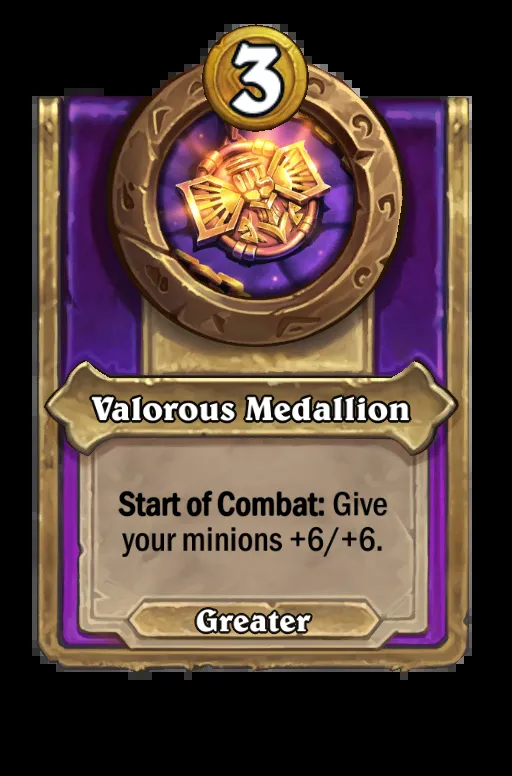 3
Valorous Medallion
Start of Combat: Give
your minions +6/+6.
Greater